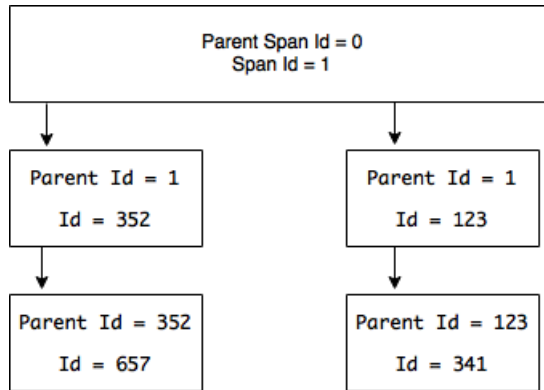 Parent Span Id = 0
Span Id = 1
Parent Id = 1
Id = 352
Parent Id = 1
Id = 123
Parent Id = 352
Id = 657
Parent Id = 123
Id = 341